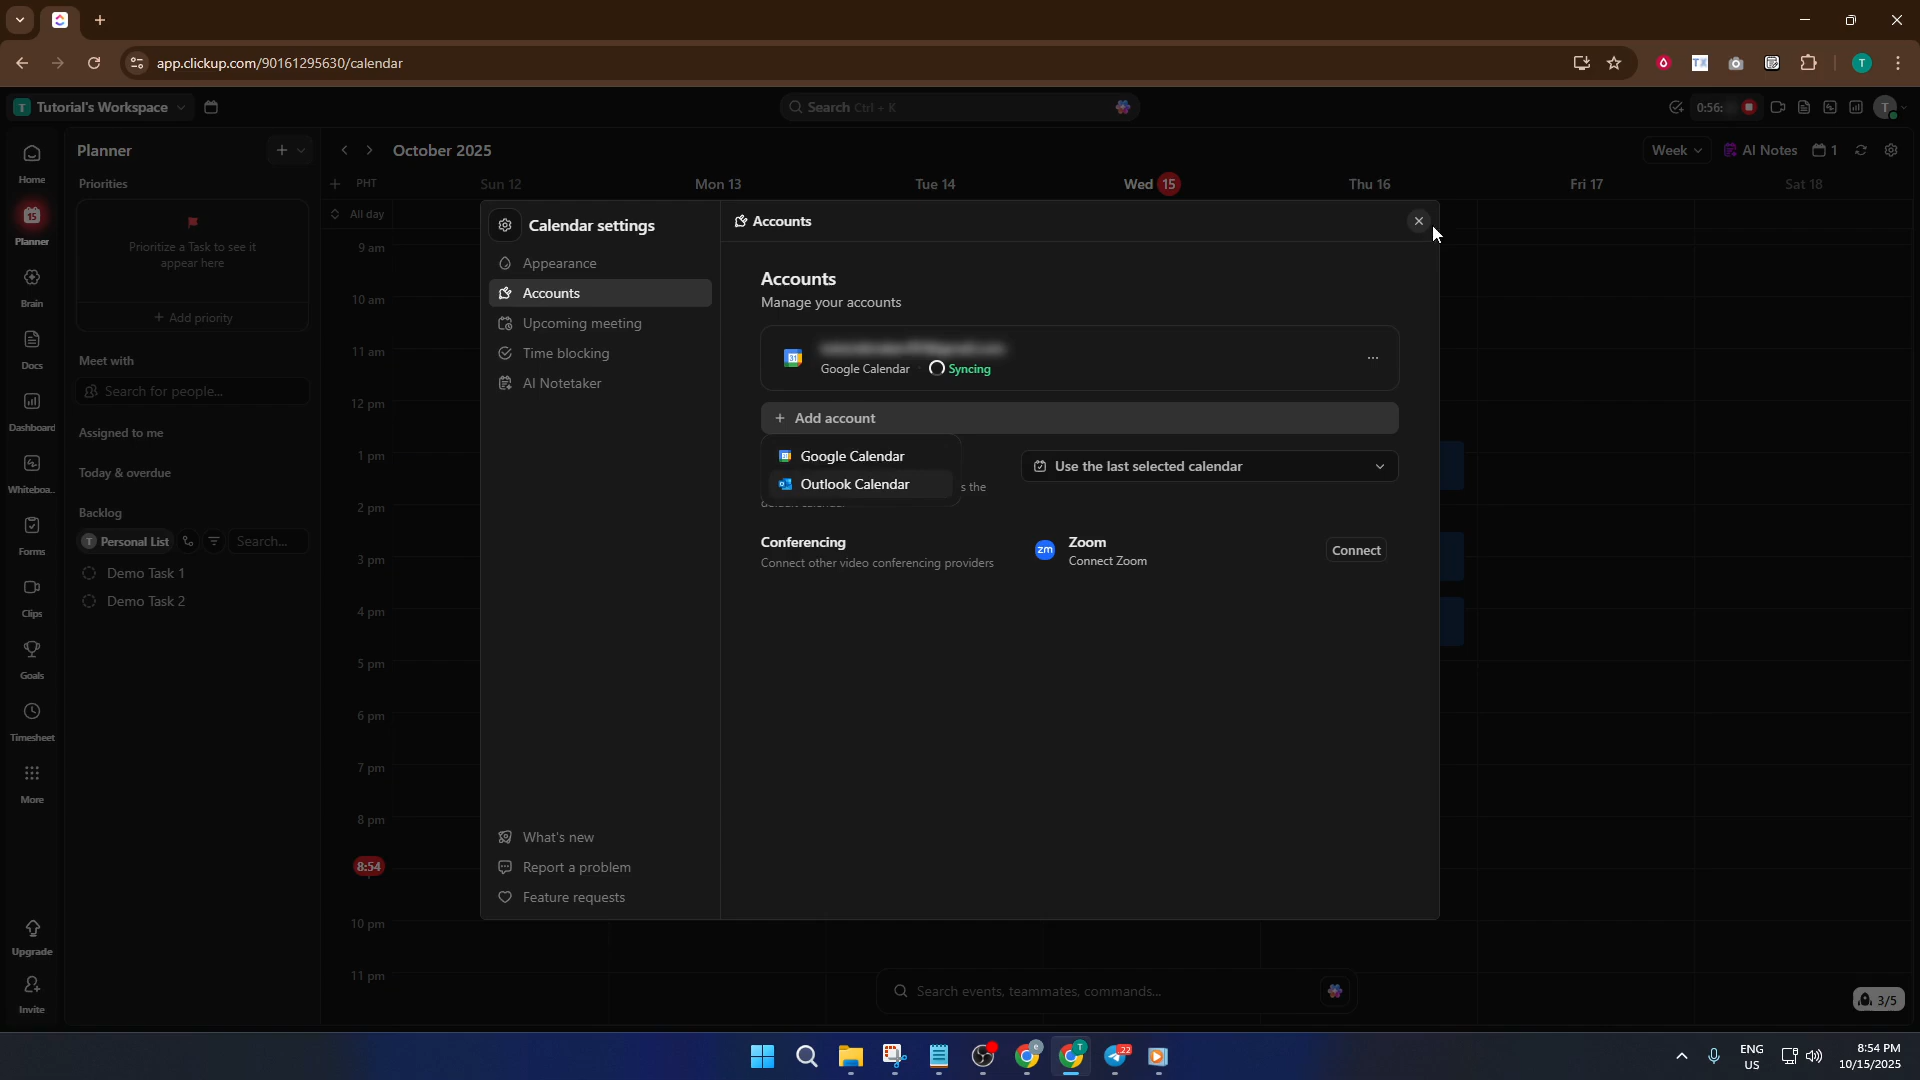 app.clickup.com/90161295630/calendar
T
T Tutorial's Workspace
Search Ctrl + K
0:56:
T
Home
15
Planner
Brain
Docs
Dashboard
Whiteboa...
Forms
Clips
Goals
Timesheet
More
Upgrade
Invite
Planner
Priorities
Prioritize a Task to see it
appear here
+ Add priority
Meet with
Search for people...
Assigned to me
Today & overdue
Backlog
T Personal List
Search...
Demo Task 1
Demo Task 2
October 2025
Week
AI Notes
1
PHT
Sun 12
Mon 13
Tue 14
Wed 15
Thu 16
Fri 17
Sat 18
All day
9 am
10 am
11 am
12 pm
1 pm
2 pm
3 pm
4 pm
5 pm
6 pm
7 pm
8 pm
8:54
10 pm
11 pm
Calendar settings
Appearance
Accounts
Upcoming meeting
Time blocking
AI Notetaker
What's new
Report a problem
Feature requests
Accounts
Accounts
Manage your accounts
Google Calendar · Syncing
+ Add account
Google Calendar
Outlook Calendar
s the
Use the last selected calendar
Conferencing
Connect other video conferencing providers
zm
Zoom
Connect Zoom
Connect
Search events, teammates, commands...
3/5
22
ENG
US
8:54 PM
10/15/2025